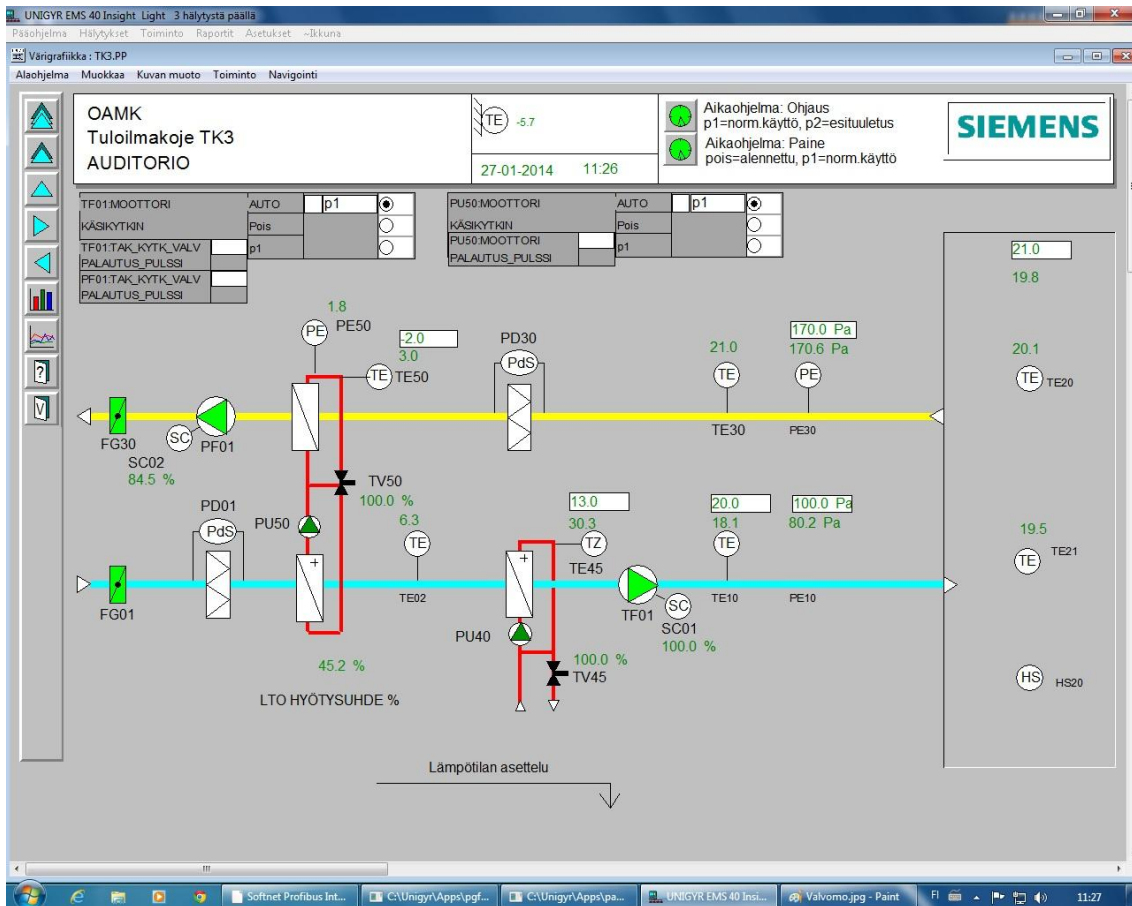 UNIGYR EMS 40 Insight Light 3 hälytystä päällä
Pääohjelma Hälytykset Toiminto Raportit Asetukset ~Ikkuna
Värigrafiikka : TK3.PP
Alaohjelma Muokkaa Kuvan muoto Toiminto Navigointi
OAMK
Tuloilmakoje TK3
AUDITORIO
TE -5.7
27-01-2014 11:26
Aikaohjelma: Ohjaus
p1=norm.käyttö, p2=esituuletus
Aikaohjelma: Paine
pois=alennettu, p1=norm.käyttö
SIEMENS
TF01:MOOTTORI AUTO p1
KÄSIKYTKIN Pois
TF01:TAK_KYTK_VALV p1
PALAUTUS_PULSSI
PF01:TAK_KYTK_VALV
PALAUTUS_PULSSI
PU50:MOOTTORI AUTO p1
KÄSIKYTKIN Pois
PU50:MOOTTORI p1
PALAUTUS_PULSSI
21.0
19.8
1.8
PE PE50
-2.0
3.0
TE TE50
PD30
PdS
21.0
TE
TE30
170.0 Pa
170.6 Pa
PE
PE30
20.1
TE TE20
FG30
SC
PF01
SC02
84.5 %
TV50
100.0 %
PD01
PdS
PU50
6.3
TE
TE02
13.0
30.3
TZ
TE45
20.0
18.1
TE
TE10
100.0 Pa
80.2 Pa
PE10
19.5
TE TE21
FG01
+
+
TF01
SC
SC01
100.0 %
PU40
100.0 %
TV45
45.2 %
LTO HYÖTYSUHDE %
HS HS20
Lämpötilan asettelu
?
V
Softnet Profibus Int... C:\Unigyr\Apps\pgf... C:\Unigyr\Apps\pa... UNIGYR EMS 40 Insi... Valvomo.jpg - Paint FI 11:27